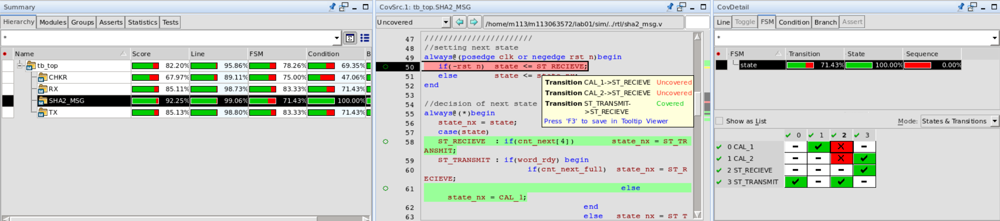 Summary
Hierarchy Modules Groups Asserts Statistics Tests
*
Name Score Line FSM Condition B
tb_top 82.20% 95.86% 78.26% 69.35%
CHKR 67.97% 89.11% 75.00% 47.06%
RX 85.11% 98.73% 83.33% 71.43%
SHA2_MSG 92.25% 99.06% 71.43% 100.00%
TX 85.13% 98.80% 83.33% 71.43%
CovSrc.1: tb_top.SHA2_MSG
Uncovered /home/m113/m113063572/lab01/sim/../rtl/sha2_msg.v
47 ///////////////////////
48 //setting next state
49 always@(posedge clk or negedge rst_n)begin
50 if(~rst_n) state <= ST_RECIEVE;
51 else state <= state_nx;
52 end
53
54 //decision of next state
55 always@(*)begin
56 state_nx = state;
57 case(state)
58 ST_RECIEVE : if(cnt_next[4]) state_nx = ST_TR
ANSMIT;
59 ST_TRANSMIT : if(word_rdy) begin
60 if(cnt_next_full) state_nx = ST_R
ECIEVE;
61 else
state_nx = CAL_1;
62 end
63 else state_nx = ST_T
Transition CAL_1->ST_RECIEVE Uncovered
Transition CAL_2->ST_RECIEVE Uncovered
Transition ST_TRANSMIT- Covered
>ST_RECIEVE
Press 'F3' to save in Tooltip Viewer
CovDetail
Line Toggle FSM Condition Branch Assert
*
FSM Transition State Sequence
state 71.43% 100.00% 0.00%
Show as List Mode: States & Transitions
0 1 2 3
0 CAL_1
1 CAL_2
2 ST_RECIEVE
3 ST_TRANSMIT